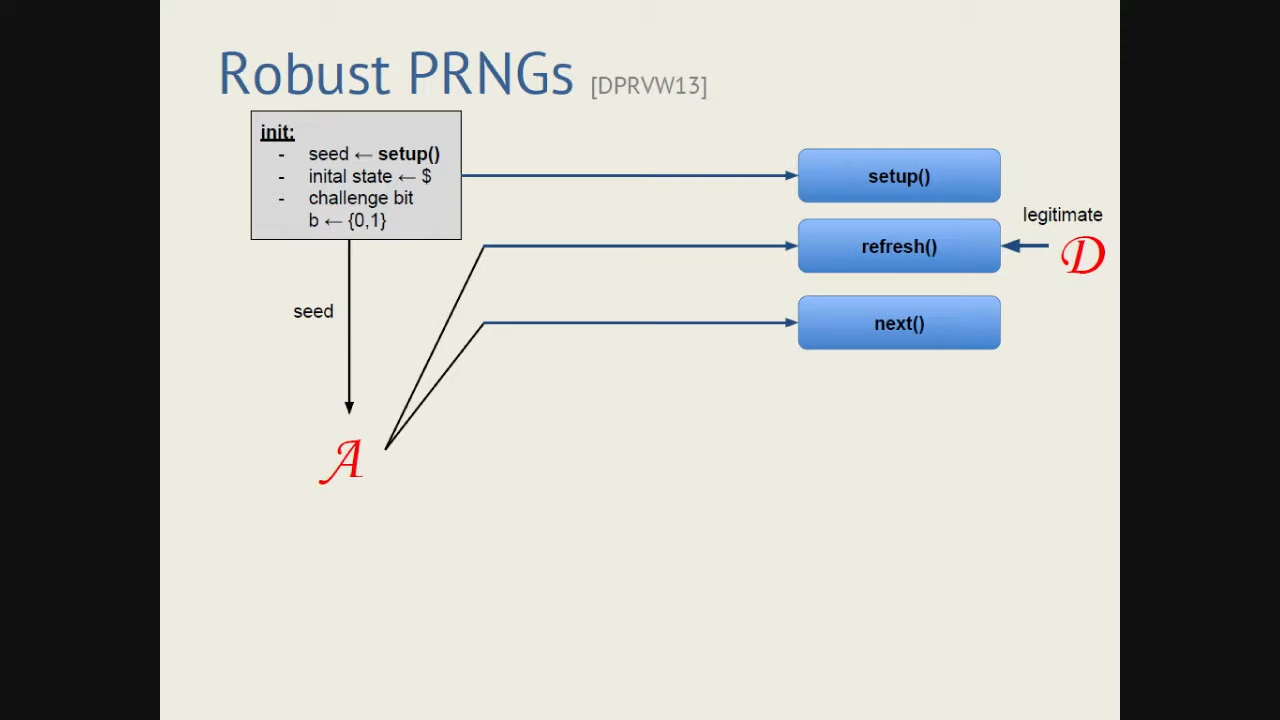 Robust PRNGs [DPRVW13]
init:
- seed ← setup()
- inital state ← $
- challenge bit
b ← {0,1}
setup()
legitimate
refresh()
D
next()
seed
A